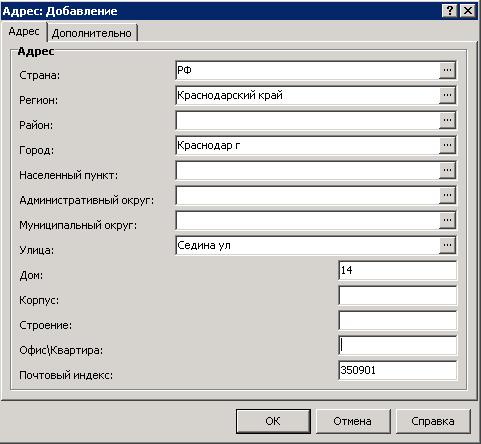 Адрес: Добавление
Адрес Дополнительно
Адрес
Страна: РФ
Регион: Краснодарский край
Район:
Город: Краснодар г
Населенный пункт:
Административный округ:
Муниципальный округ:
Улица: Седина ул
Дом: 14
Корпус:
Строение:
Офис\Квартира:
Почтовый индекс: 350901
ОК Отмена Справка